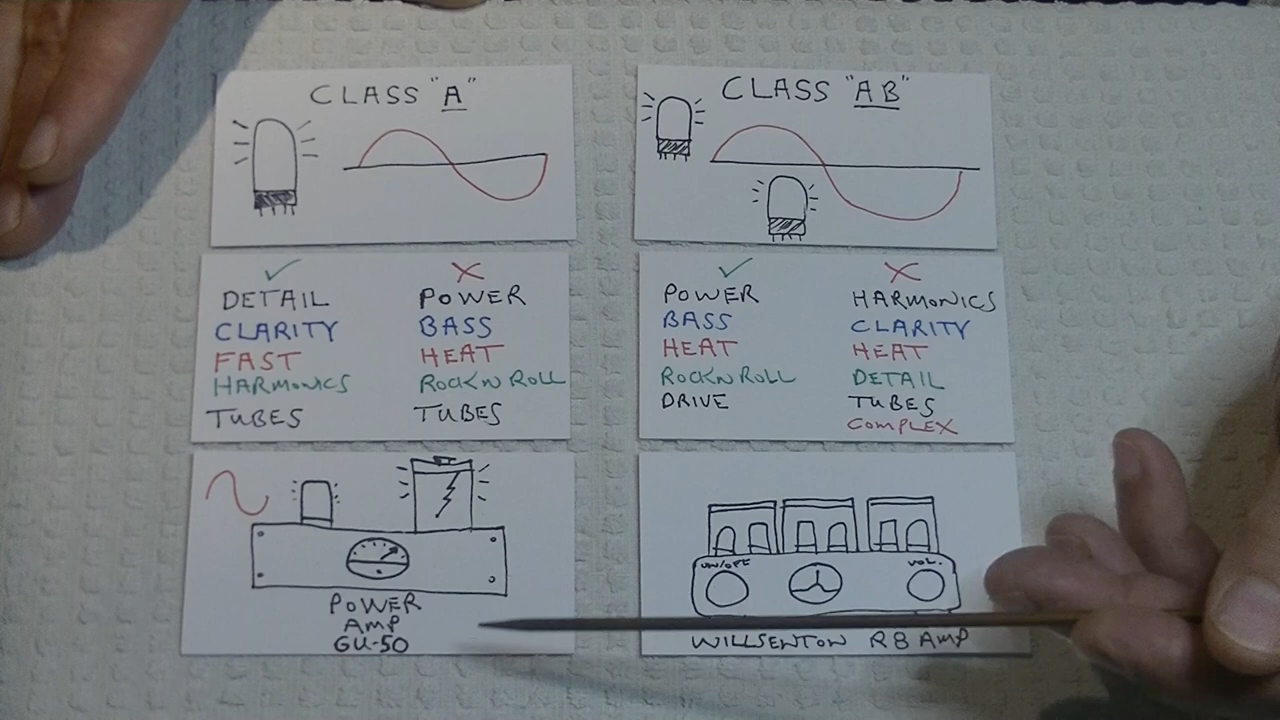 CLASS "A"
CLASS "AB"
DETAIL
CLARITY
FAST
HARMONICS
TUBES
POWER
BASS
HEAT
ROCK N ROLL
TUBES
POWER
BASS
HEAT
ROCK N ROLL
DRIVE
HARMONICS
CLARITY
HEAT
DETAIL
TUBES
COMPLEX
POWER
AMP
GU-50
ON/OFF
VOL.
WILLSENTON R8 AMP